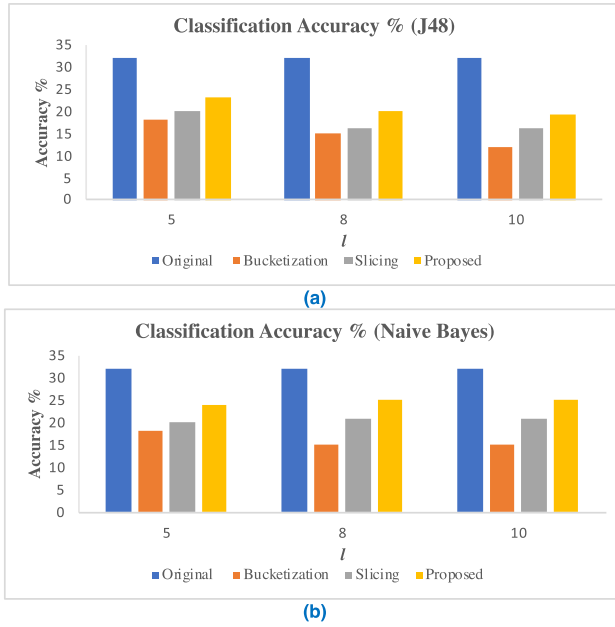 Classification Accuracy % (J48)
35
30
25
20
15
10
5
0
Accuracy %
5 8 10
l
Original Bucketization Slicing Proposed
(a)
Classification Accuracy % (Naive Bayes)
35
30
25
20
15
10
5
0
Accuracy %
5 8 10
l
Original Bucketization Slicing Proposed
(b)